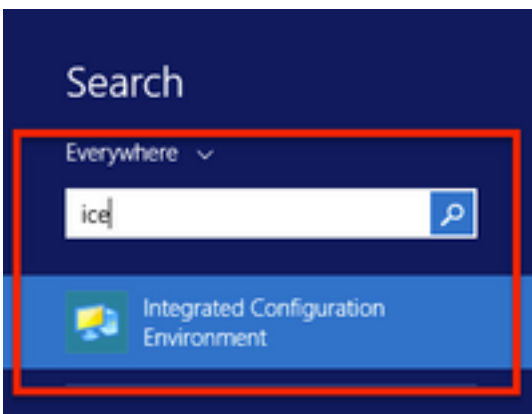 Search
Everywhere
ice
Integrated Configuration
Environment